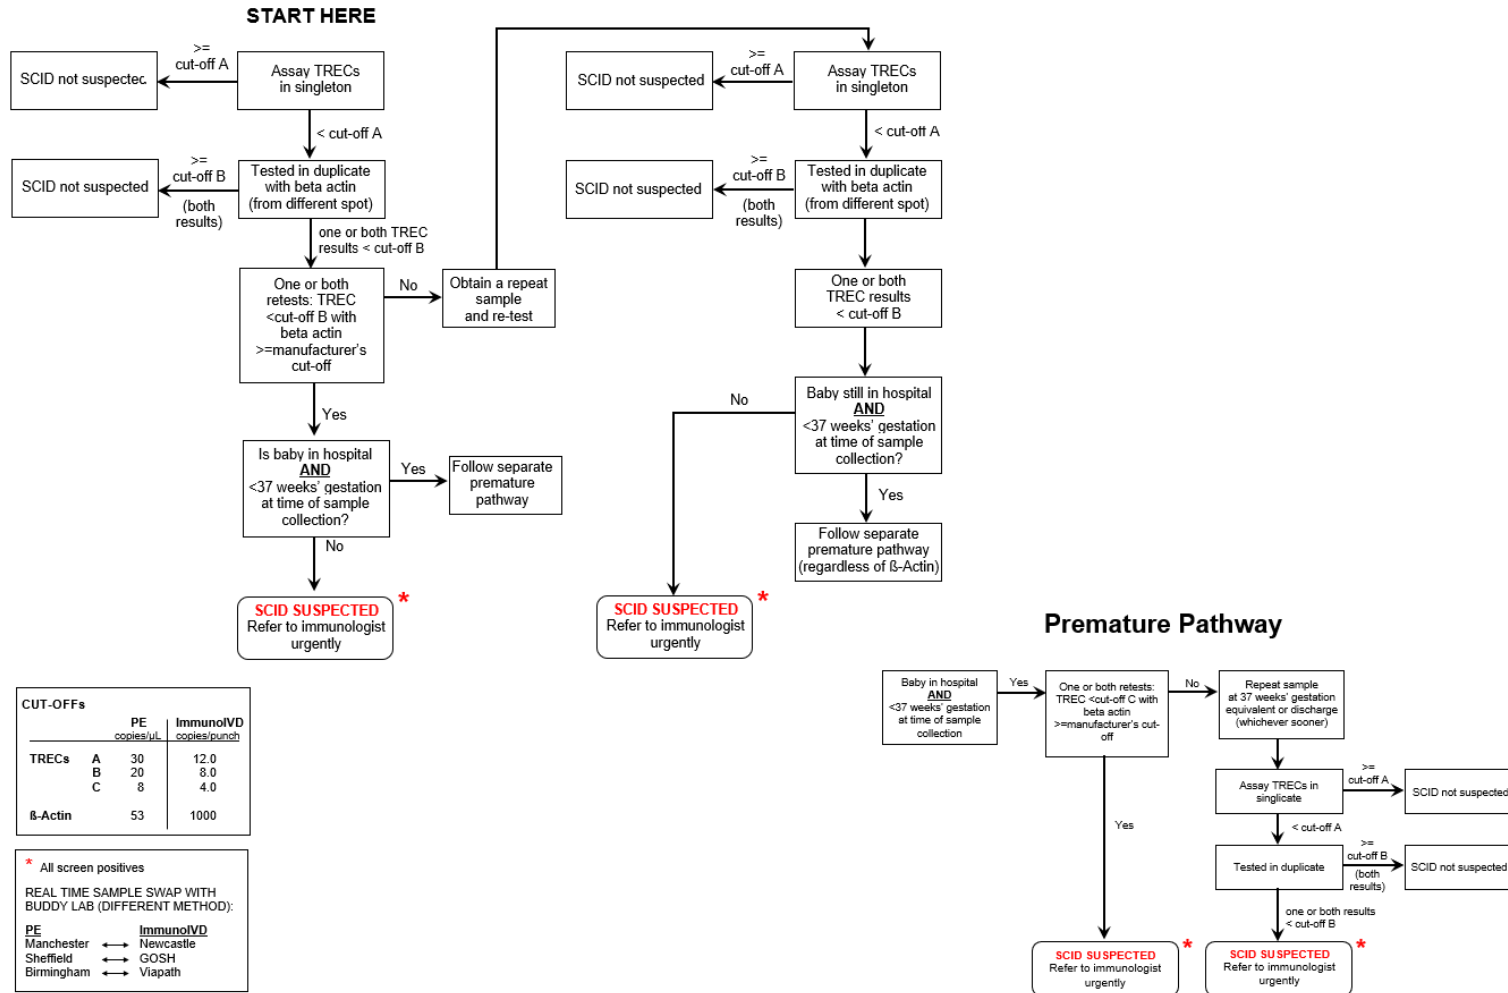 START HERE
>=
cut-off A
SCID not suspected.
Assay TRECs
in singleton
< cut-off A
>=
cut-off B
(both
results)
SCID not suspected
Tested in duplicate
with beta actin
(from different spot)
one or both TREC
results < cut-off B
One or both
retests: TREC
<cut-off B with
beta actin
>=manufacturer's
cut-off
No
Obtain a repeat
sample
and re-test
Yes
Is baby in hospital
AND
<37 weeks' gestation
at time of sample
collection?
Yes
Follow separate
premature
pathway
No
SCID SUSPECTED *
Refer to immunologist
urgently
>=
cut-off A
SCID not suspected
Assay TRECs
in singleton
< cut-off A
>=
cut-off B
(both
results)
SCID not suspected
Tested in duplicate
with beta actin
(from different spot)
One or both
TREC results
< cut-off B
Baby still in hospital
AND
<37 weeks' gestation
at time of sample
collection?
No
Yes
Follow separate
premature pathway
(regardless of ß-Actin)
SCID SUSPECTED *
Refer to immunologist
urgently
CUT-OFFs
PE ImmunoIVD
copies/µL copies/punch
TRECs A 30 12.0
B 20 8.0
C 8 4.0
ß-Actin 53 1000
* All screen positives
REAL TIME SAMPLE SWAP WITH
BUDDY LAB (DIFFERENT METHOD):
PE ImmunoIVD
Manchester ↔ Newcastle
Sheffield ↔ GOSH
Birmingham ↔ Viapath
Premature Pathway
Baby in hospital
AND
<37 weeks' gestation
at time of sample
collection
Yes
One or both retests:
TREC <cut-off C with
beta actin
>=manufacturer's cut-
off
No
Repeat sample
at 37 weeks' gestation
equivalent or discharge
(whichever sooner)
Assay TRECs in
singlicate
>=
cut-off A
SCID not suspected
< cut-off A
Tested in duplicate
>=
cut-off B
(both
results)
SCID not suspected
Yes
one or both results
< cut-off B
SCID SUSPECTED *
Refer to immunologist
urgently
SCID SUSPECTED *
Refer to immunologist
urgently